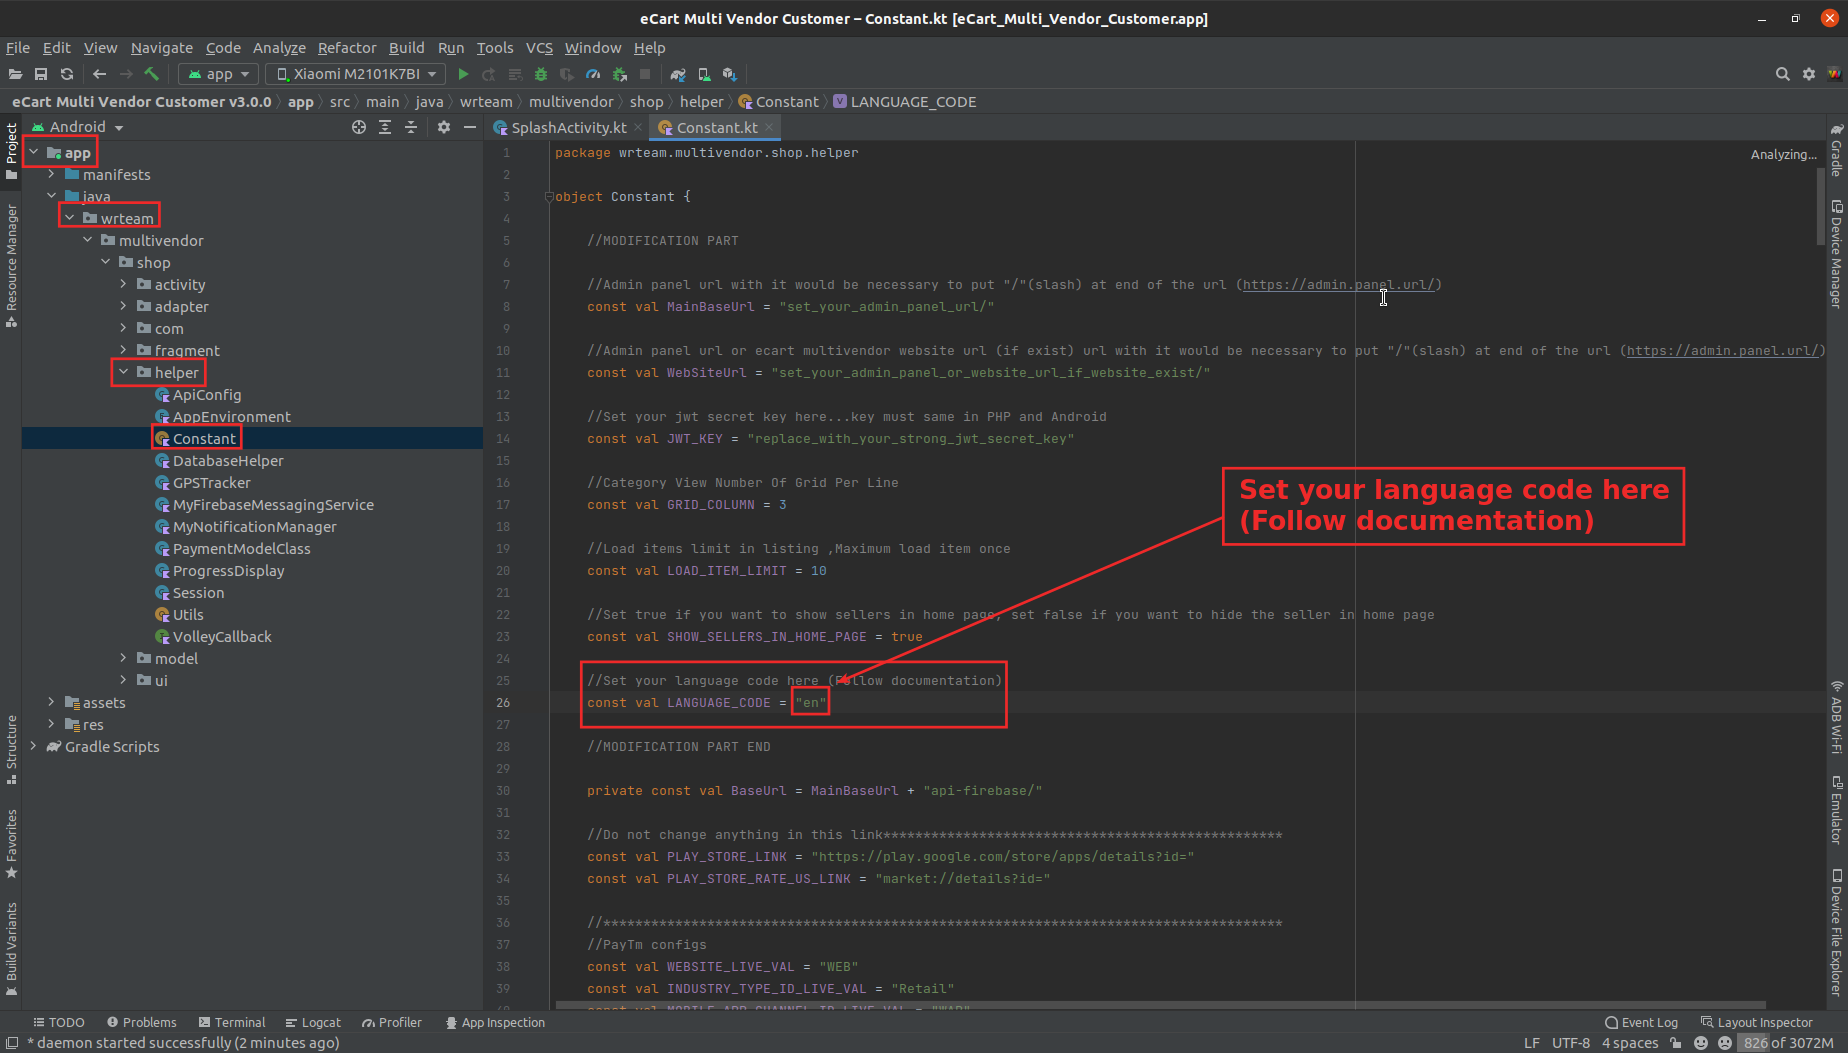 eCart Multi Vendor Customer – Constant.kt [eCart_Multi_Vendor_Customer.app]
File Edit View Navigate Code Analyze Refactor Build Run Tools VCS Window Help
app Xiaomi M2101K7BI
eCart Multi Vendor Customer v3.0.0 app src main java wrteam multivendor shop helper Constant LANGUAGE_CODE
Android SplashActivity.kt Constant.kt
Project
Resource Manager
Structure
Favorites
Build Variants
app
manifests
java
wrteam
multivendor
shop
activity
adapter
com
fragment
helper
ApiConfig
AppEnvironment
Constant
DatabaseHelper
GPSTracker
MyFirebaseMessagingService
MyNotificationManager
PaymentModelClass
ProgressDisplay
Session
Utils
VolleyCallback
model
ui
assets
res
Gradle Scripts
1 package wrteam.multivendor.shop.helper
Analyzing...
2
3 object Constant {
4
5 //MODIFICATION PART
6
7 //Admin panel url with it would be necessary to put "/"(slash) at end of the url (https://admin.panel.url/)
8 const val MainBaseUrl = "set_your_admin_panel_url/"
9
10 //Admin panel url or ecart multivendor website url (if exist) url with it would be necessary to put "/"(slash) at end of the url (https://admin.panel.url/)
11 const val WebSiteUrl = "set_your_admin_panel_or_website_url_if_website_exist/"
12
13 //Set your jwt secret key here...key must same in PHP and Android
14 const val JWT_KEY = "replace_with_your_strong_jwt_secret_key"
15
16 //Category View Number Of Grid Per Line
17 const val GRID_COLUMN = 3
18
19 //Load items limit in listing ,Maximum load item once
20 const val LOAD_ITEM_LIMIT = 10
21
22 //Set true if you want to show sellers in home page, set false if you want to hide the seller in home page
23 const val SHOW_SELLERS_IN_HOME_PAGE = true
24
25 //Set your language code here (Follow documentation)
26 const val LANGUAGE_CODE = "en"
27
28 //MODIFICATION PART END
29
30 private const val BaseUrl = MainBaseUrl + "api-firebase/"
31
32 //Do not change anything in this link**************************************************
33 const val PLAY_STORE_LINK = "https://play.google.com/store/apps/details?id="
34 const val PLAY_STORE_RATE_US_LINK = "market://details?id="
35
36 //*************************************************************************************
37 //PayTm configs
38 const val WEBSITE_LIVE_VAL = "WEB"
39 const val INDUSTRY_TYPE_ID_LIVE_VAL = "Retail"
40 const val MOBILE_APP_CHANNEL_ID_LIVE_VAL = "WAP"
Set your language code here
(Follow documentation)
Gradle
Device Manager
ADB Wi-Fi
Emulator
Device File Explorer
TODO Problems Terminal Logcat Profiler App Inspection Event Log Layout Inspector
* daemon started successfully (2 minutes ago) LF UTF-8 4 spaces 826 of 3072M